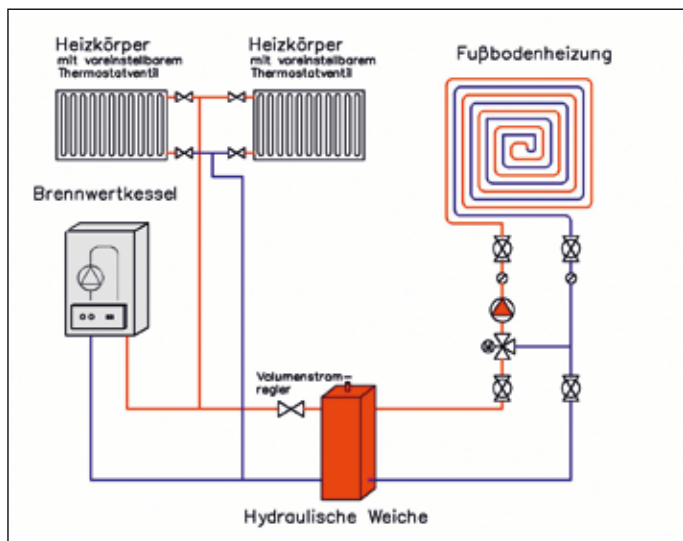 Heizkörper
mit voreinstellbarem
Thermostatventil
Heizkörper
mit voreinstellbarem
Thermostatventil
Fußbodenheizung
Brennwertkessel
Volumenstrom-
regler
Hydraulische Weiche